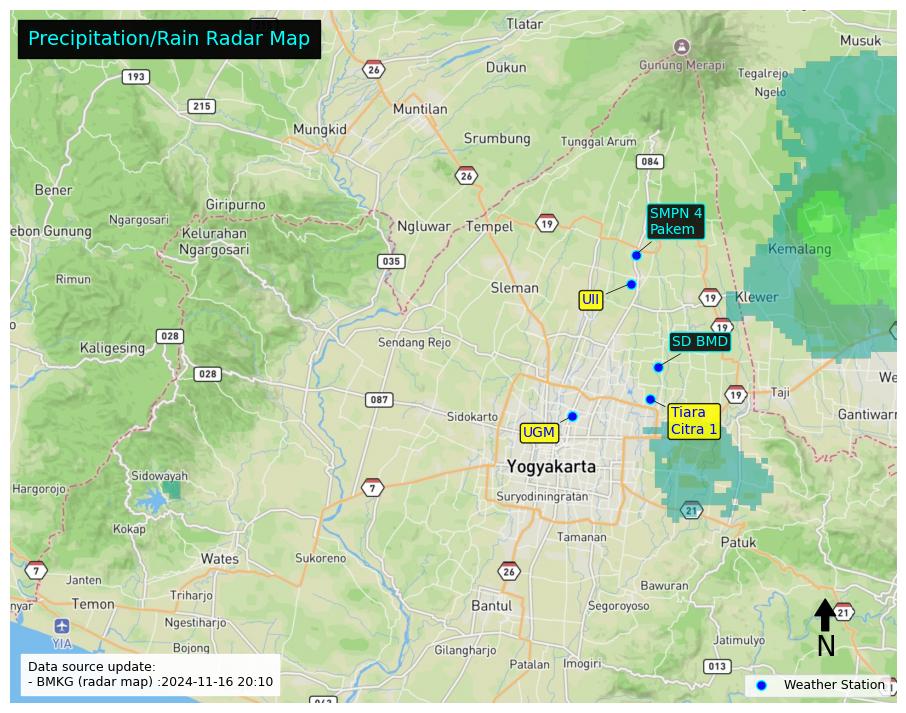 Precipitation/Rain Radar Map
Tlatar
Musuk
26
Gunung Merapi
193
Dukun
Tegalrejo
Ngelo
215
Muntilan
Mungkid
Srumbung
Tunggal Arum
084
26
Bener
Giripurno
SMPN 4
Pakem
Ngargosari
ebon Gunung
Kelurahan
Ngargosari
Ngluwar
Tempel
19
Kemalang
035
Rimun
Sleman
UII
19
Klewer
19
028
Kaligesing
Sendang Rejo
SD BMD
028
We
087
19
Taji
Sidokarto
Tiara
Citra 1
Gantiwarn
UGM
Yogyakarta
Sidowayah
Hargorojo
7
Suryodiningratan
21
Kokap
Tamanan
Patuk
Wates
Sukoreno
7
26
Janten
Bawuran
nyar
Temon
Triharjo
Bantul
Segoroyoso
21
Ngestiharjo
YIA
Bojong
Jatimulyo
N
Gilangharjo
Patalan
Imogiri
013
Data source update:
- BMKG (radar map) :2024-11-16 20:10
Weather Station